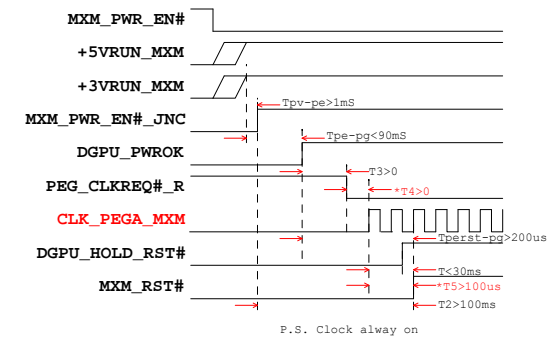 MXM_PWR_EN#
+5VRUN_MXM
+3VRUN_MXM
Tpv-pe>1mS
MXM_PWR_EN#_JNC
Tpe-pg<90mS
DGPU_PWROK
T3>0
PEG_CLKREQ#_R
*T4>0
CLK_PEGA_MXM
Tperst-pg>200us
DGPU_HOLD_RST#
T<30ms
MXM_RST#
*T5>100us
T2>100ms
P.S. Clock alway on